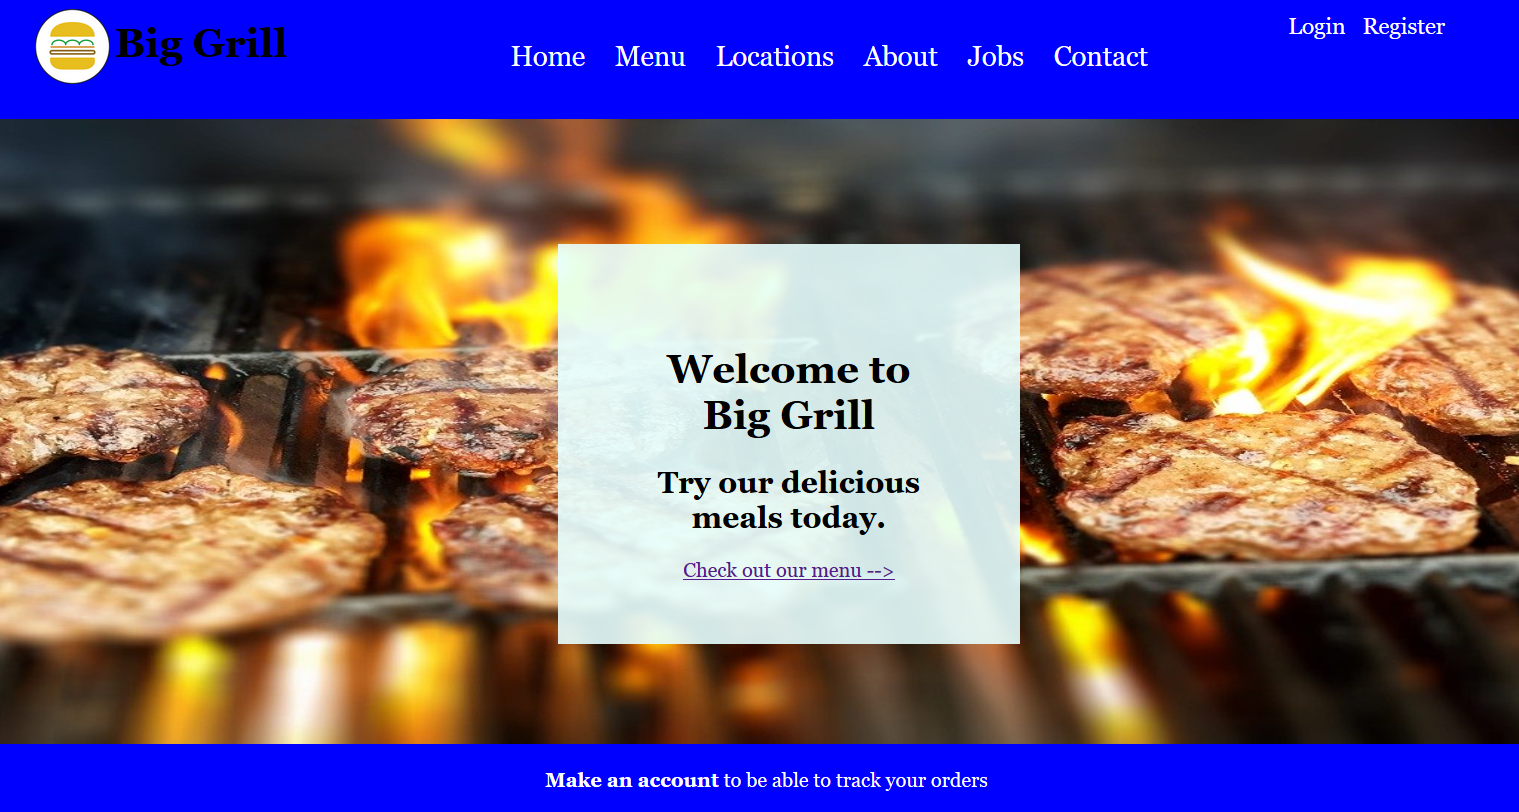 Big Grill
Home Menu Locations About Jobs Contact
Login Register
Welcome to
Big Grill
Try our delicious
meals today.
Check out our menu -->
Make an account to be able to track your orders